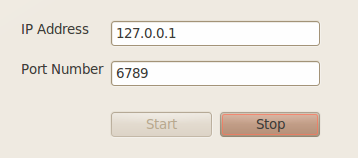 IP Address 127.0.0.1
Port Number 6789
Start Stop